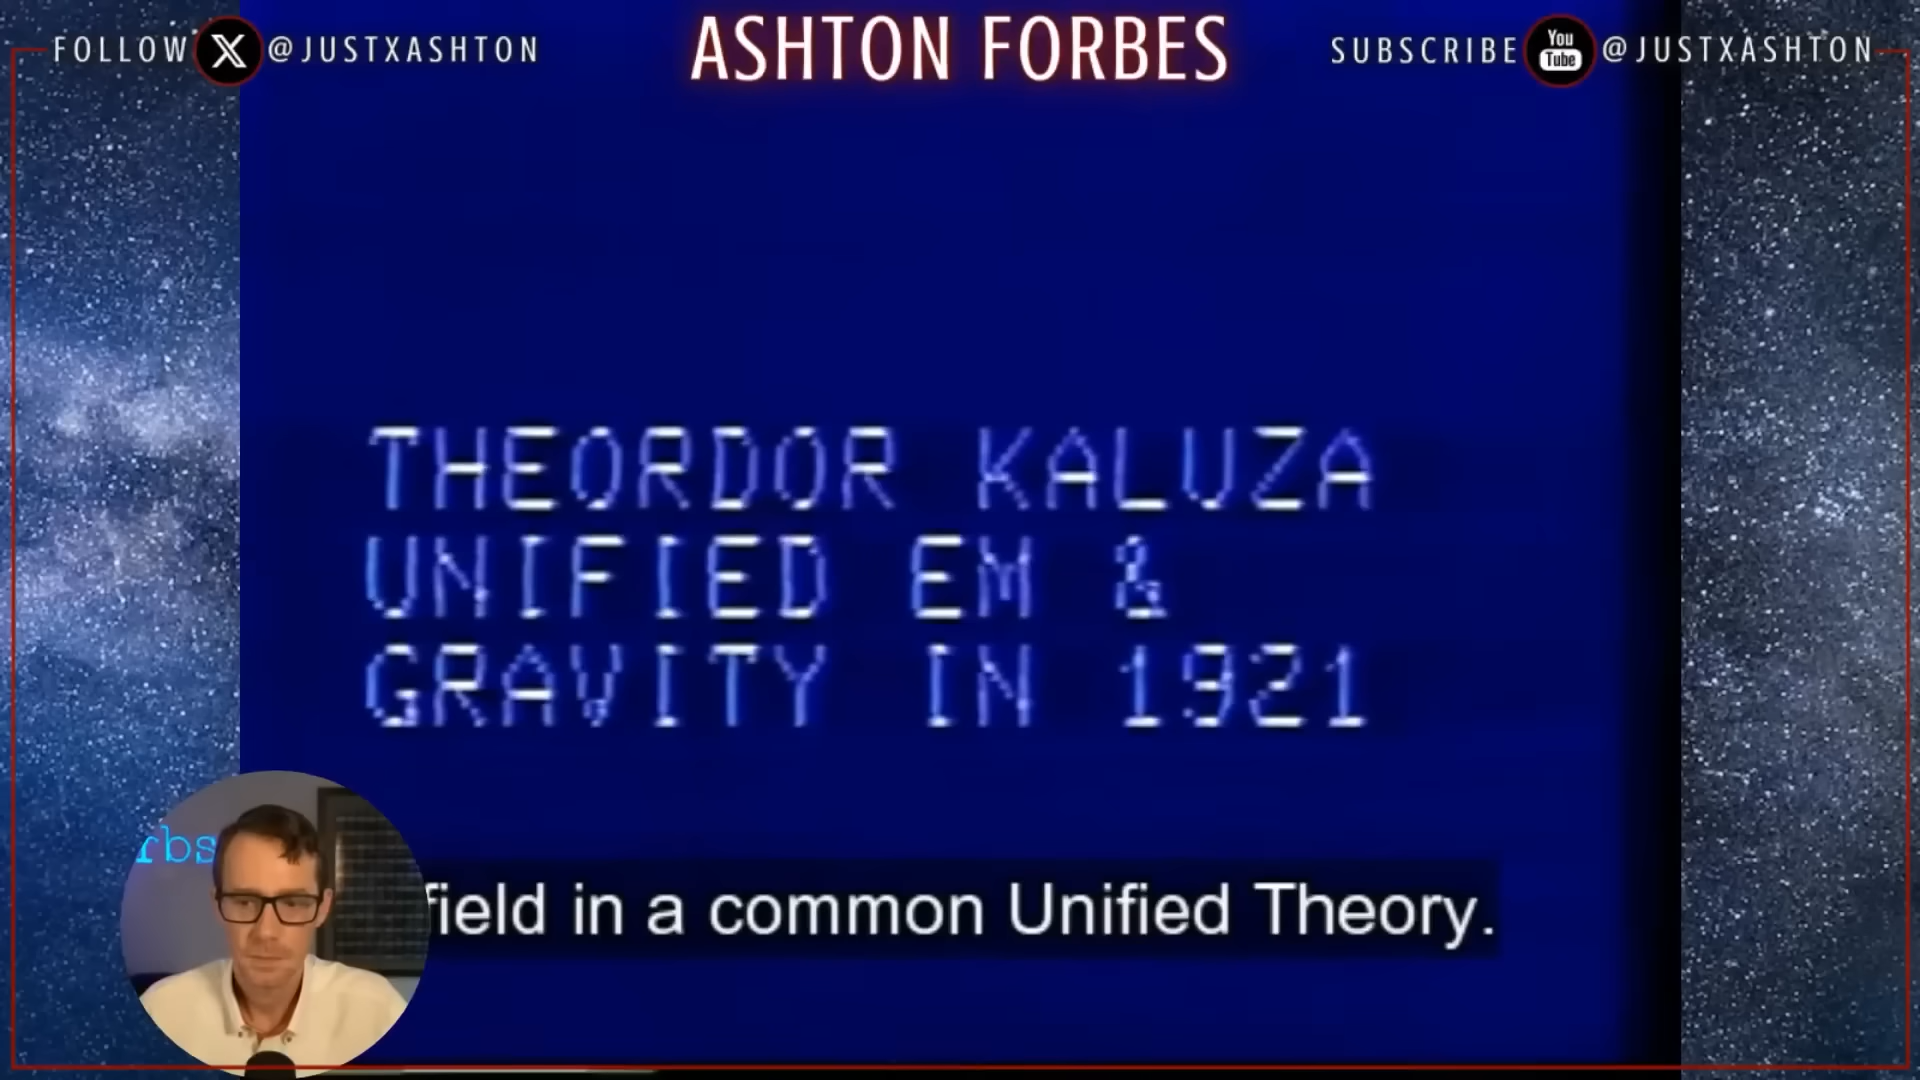 FOLLOW X @JUSTXASHTON
ASHTON FORBES
SUBSCRIBE You Tube @JUSTXASHTON
THEORDOR KALUZA
UNIFIED EM &
GRAVITY IN 1921
rbs
field in a common Unified Theory.